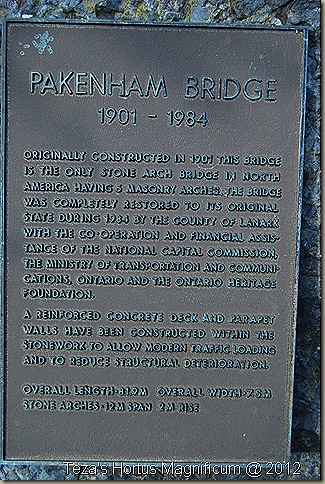 PAKENHAM BRIDGE
1901 - 1984
ORIGINALLY CONSTRUCTED IN 1901 THIS BRIDGE
IS THE ONLY STONE ARCH BRIDGE IN NORTH
AMERICA HAVING 5 MASONRY ARCHES. THE BRIDGE
WAS COMPLETELY RESTORED TO IT'S ORIGINAL
STATE DURING 1984 BY THE COUNTY OF LANARK
WITH THE CO-OPERATION AND FINANCIAL ASSIS-
TANCE OF THE NATIONAL CAPITAL COMMISSION,
THE MINISTRY OF TRANSPORTATION AND COMMUNI-
CATIONS, ONTARIO AND THE ONTARIO HERITAGE
FOUNDATION.
A REINFORCED CONCRETE DECK AND PARAPET
WALLS HAVE BEEN CONSTRUCTED WITHIN THE
STONEWORK TO ALLOW MODERN TRAFFIC LOADING
AND TO REDUCE STRUCTURAL DETERIORATION.
OVERALL LENGTH-81.9M OVERALL WIDTH-7.8M
STONE ARCHES-12M SPAN 2M RISE
Teza's Hortus Magnificum @ 2012